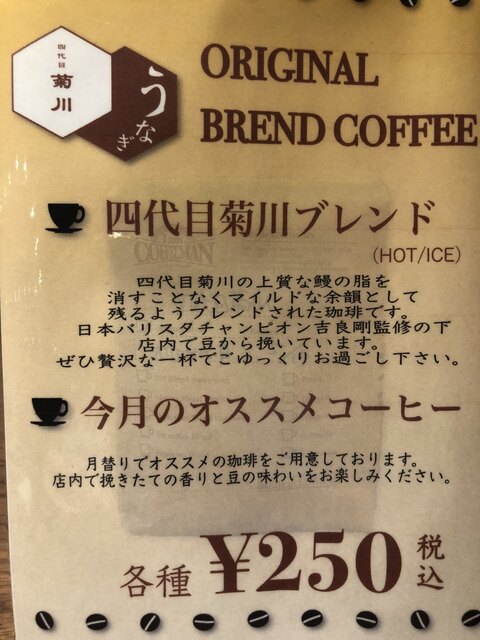 四代目
菊川
うなぎ
ORIGINAL
BREND COFFEE
四代目菊川ブレンド
(HOT/ICE)
四代目菊川の上質な鰻の脂を
消すことなくマイルドな余韻として
残るようブレンドされた珈琲です。
日本バリスタチャンピオン吉良剛監修の下
店内で豆から挽いています。
ぜひ贅沢な一杯でごゆっくりお過ごし下さい。
今月のオススメコーヒー
月替りでオススメの珈琲をご用意しております。
店内で挽きたての香りと豆の味わいをお楽しみください。
各種 ¥250 税込